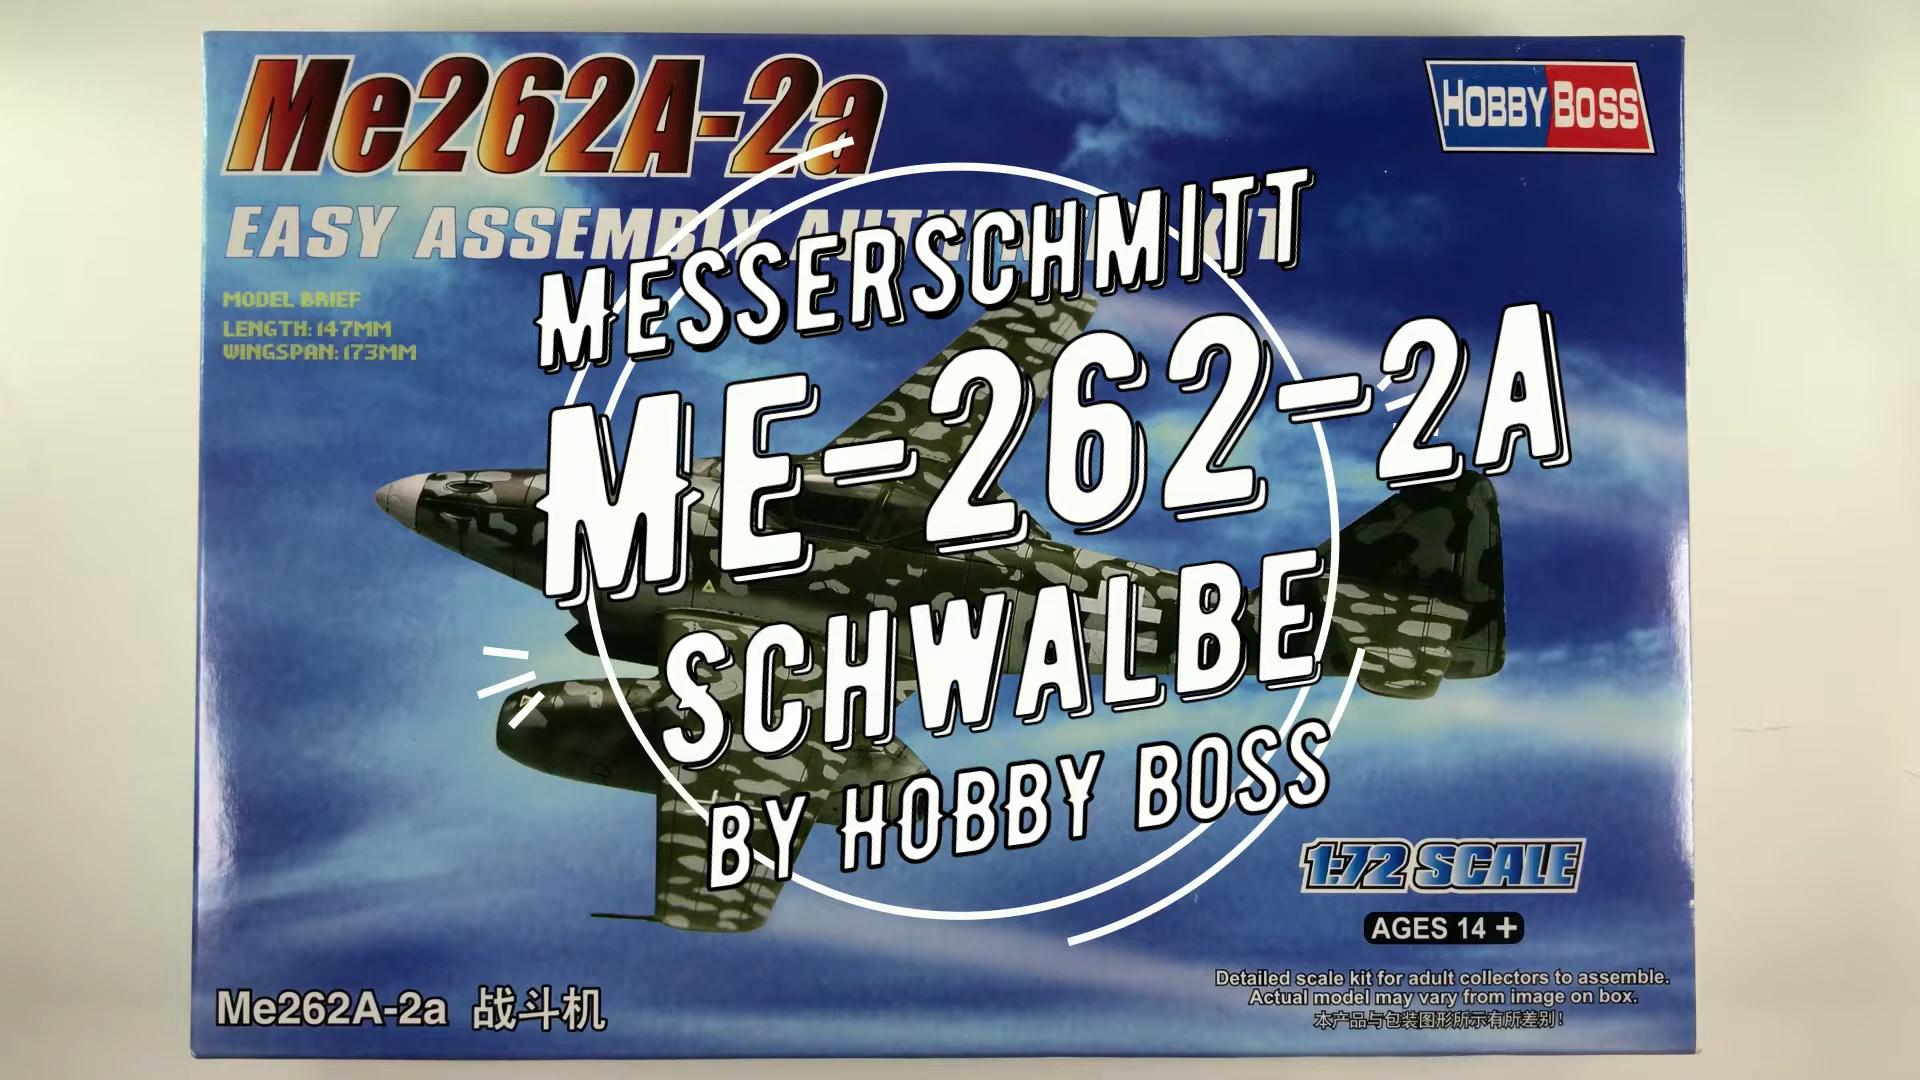 Me262A-2a
HOBBY BOSS
EASY ASSEMBLY AUTHENTIC KIT
MODEL BRIEF
LENGTH: 147MM
WINGSPAN: 173MM
MESSERSCHMITT
ME-262-2A
SCHWALBE
BY HOBBY BOSS
1:72 SCALE
AGES 14 +
Detailed scale kit for adult collectors to assemble.
Actual model may vary from image on box.
本产品与包装图形所示有所差别!
Me262A-2a 战斗机